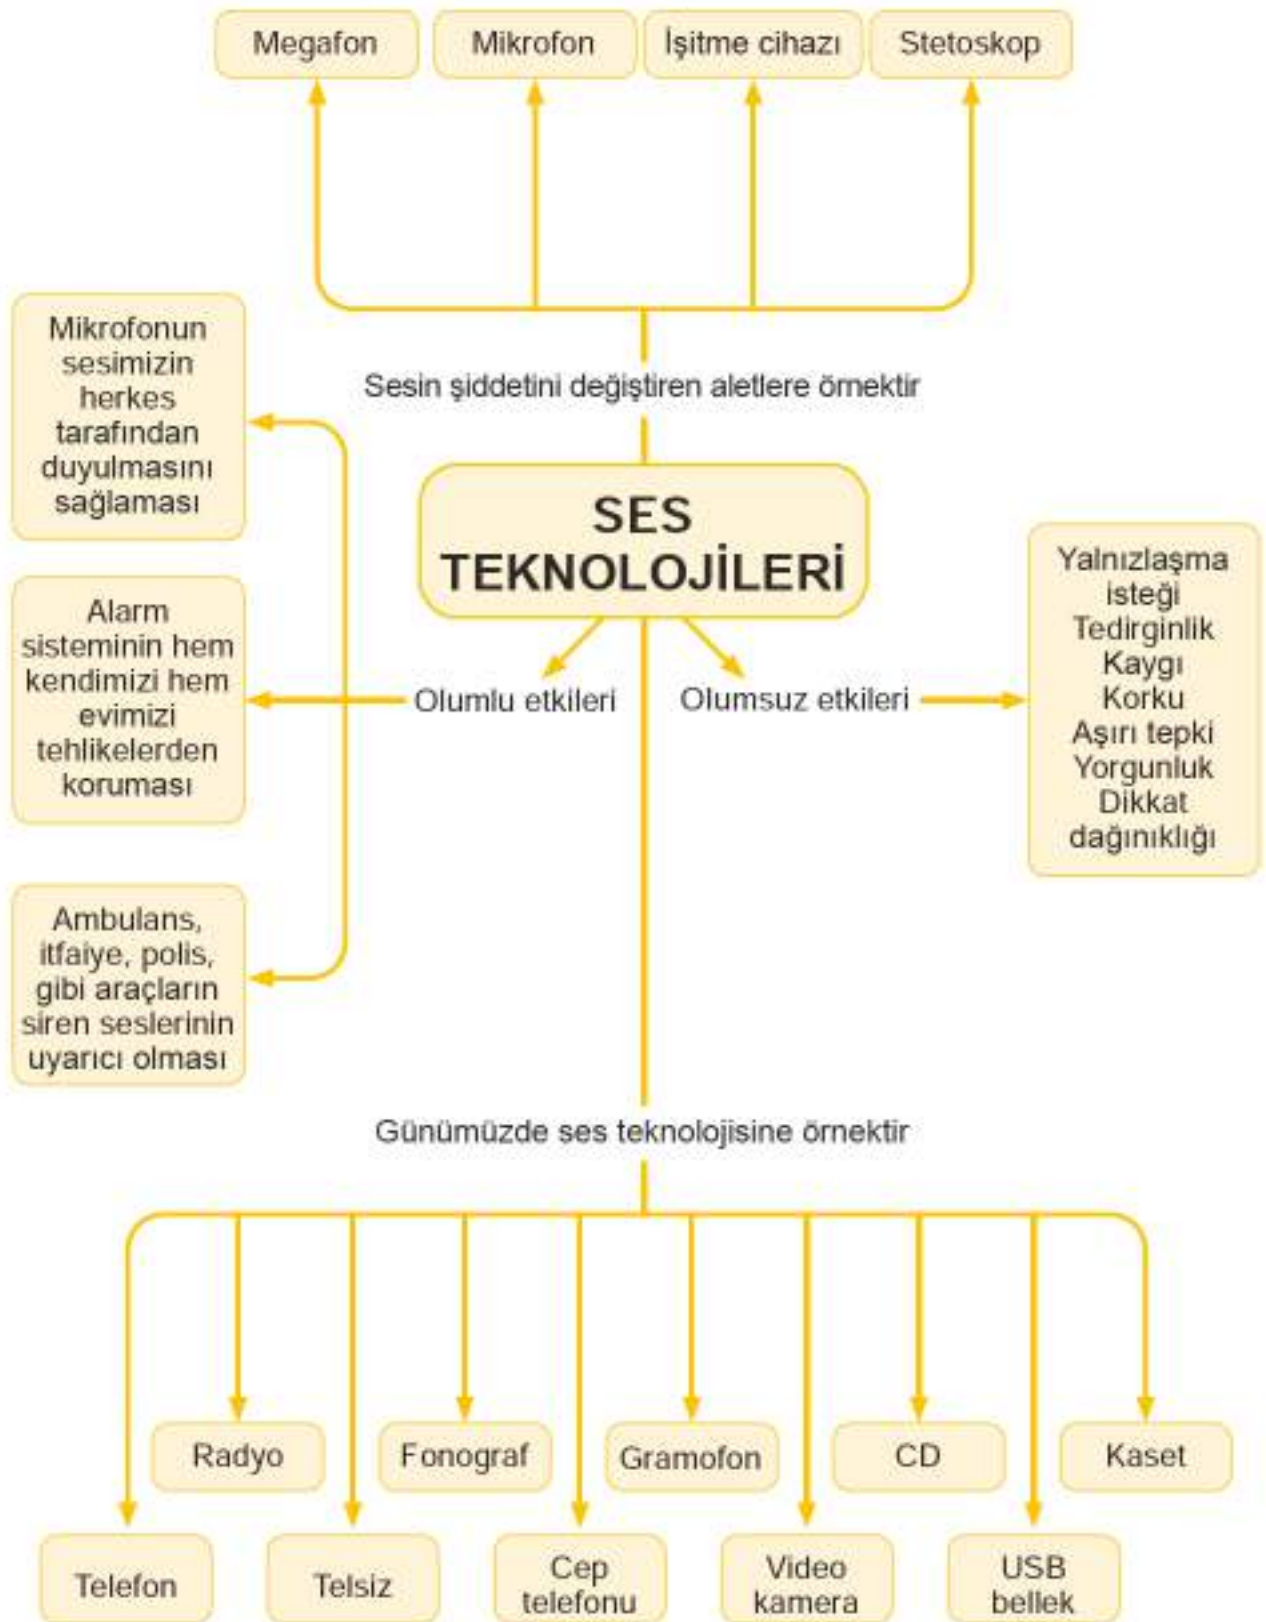 Megafon
Mikrofon
İşitme cihazı
Stetoskop
Sesin şiddetini değiştiren aletlere örnektir
Mikrofonun
sesimizin
herkes
tarafından
duyulmasını
sağlaması
SES
TEKNOLOJİLERİ
Alarm
sisteminin hem
kendimizi hem
evimizi
tehlikelerden
koruması
Olumlu etkileri
Olumsuz etkileri
Yalnızlaşma
isteği
Tedirginlik
Kaygı
Korku
Aşırı tepki
Yorgunluk
Dikkat
dağınıklığı
Ambulans,
itfaiye, polis,
gibi araçların
siren seslerinin
uyarıcı olması
Günümüzde ses teknolojisine örnektir
Radyo
Fonograf
Gramofon
CD
Kaset
Telefon
Telsiz
Cep
telefonu
Video
kamera
USB
bellek